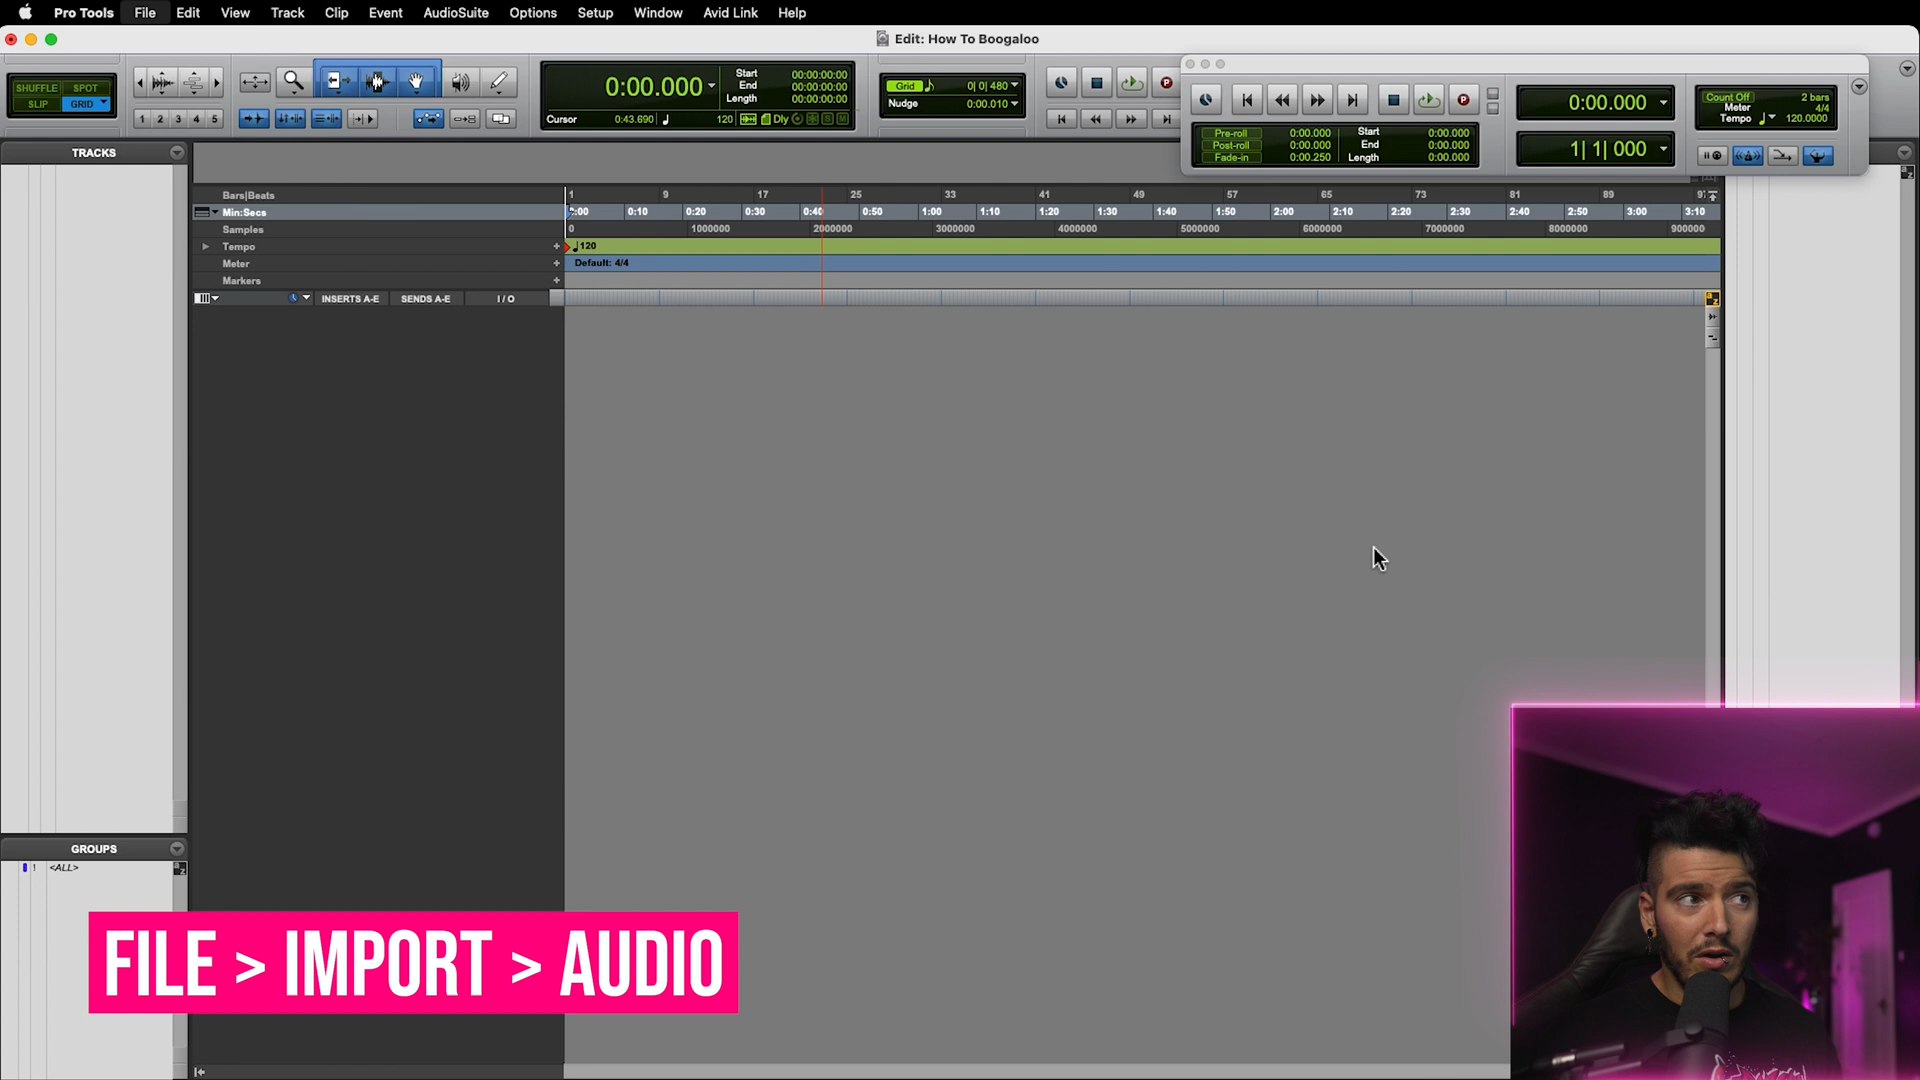 Pro Tools File Edit View Track Clip Event AudioSuite Options Setup Window Avid Link Help
Edit: How To Boogaloo
SHUFFLE SPOT
SLIP GRID
1 2 3 4 5
0:00.000
Start 00:00:00:00
End 00:00:00:00
Length 00:00:00:00
Cursor 0:43.690 120 Dly
Grid 0| 0| 480
Nudge 0:00.010
Pre-roll 0:00.000
Post-roll 0:00.000
Fade-in 0:00.250
Start 0:00.000
End 0:00.000
Length 0:00.000
0:00.000
1| 1| 000
Count Off 2 bars
Meter 4/4
Tempo 120.0000
TRACKS
Bars|Beats 1 9 17 25 33 41 49 57 65 73 81 89 97
Min:Secs 0:00 0:10 0:20 0:30 0:40 0:50 1:00 1:10 1:20 1:30 1:40 1:50 2:00 2:10 2:20 2:30 2:40 2:50 3:00 3:10
Samples 0 1000000 2000000 3000000 4000000 5000000 6000000 7000000 8000000 900000
Tempo 120
Meter Default: 4/4
Markers
INSERTS A-E SENDS A-E I / O
GROUPS
! <ALL>
FILE > IMPORT > AUDIO